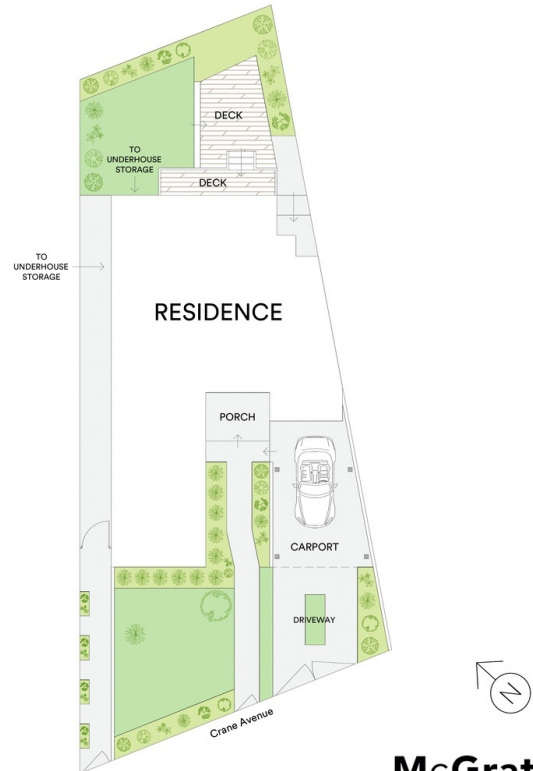 DECK
TO
UNDERHOUSE
STORAGE
DECK
TO
UNDERHOUSE
STORAGE
RESIDENCE
PORCH
CARPORT
DRIVEWAY
Crane Avenue
N
McGrat